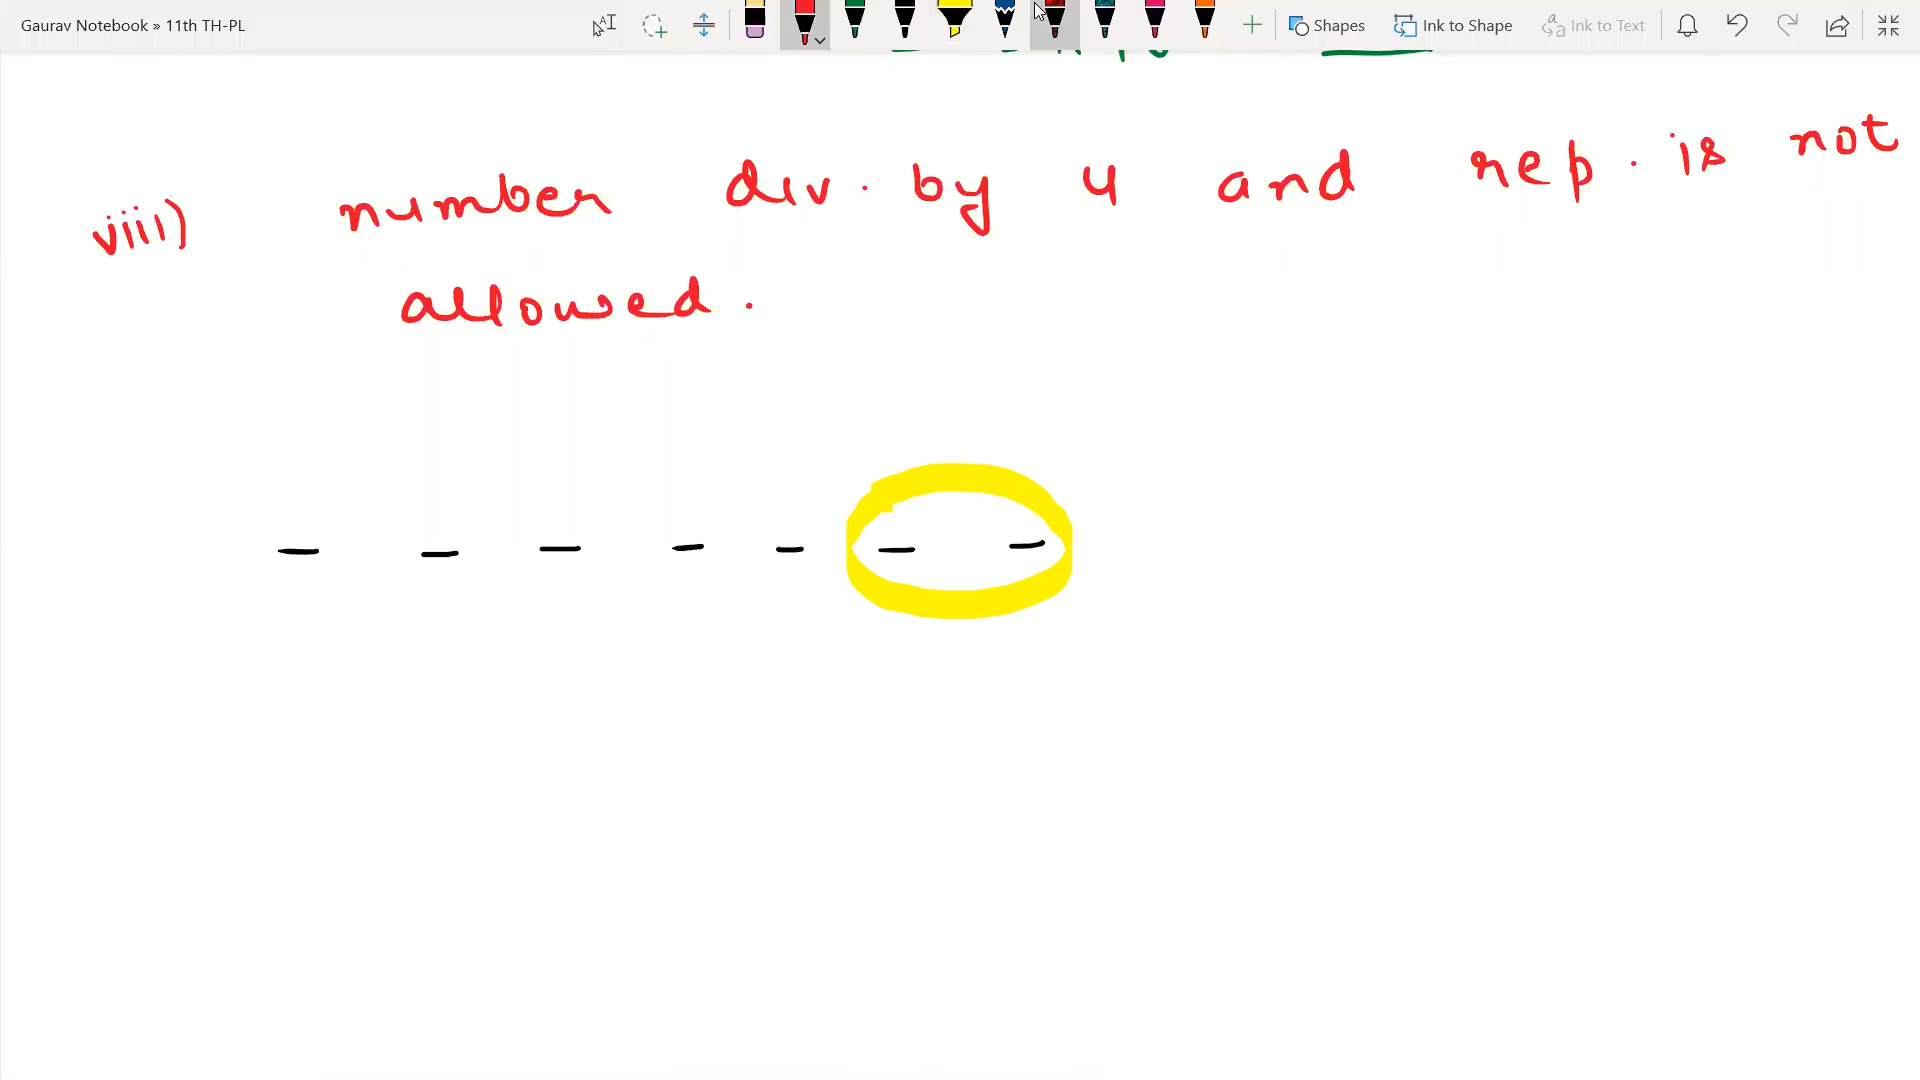 Gaurav Notebook » 11th TH-PL
Shapes
Ink to Shape
Ink to Text
viii) number div. by 4 and rep. is not
allowed.